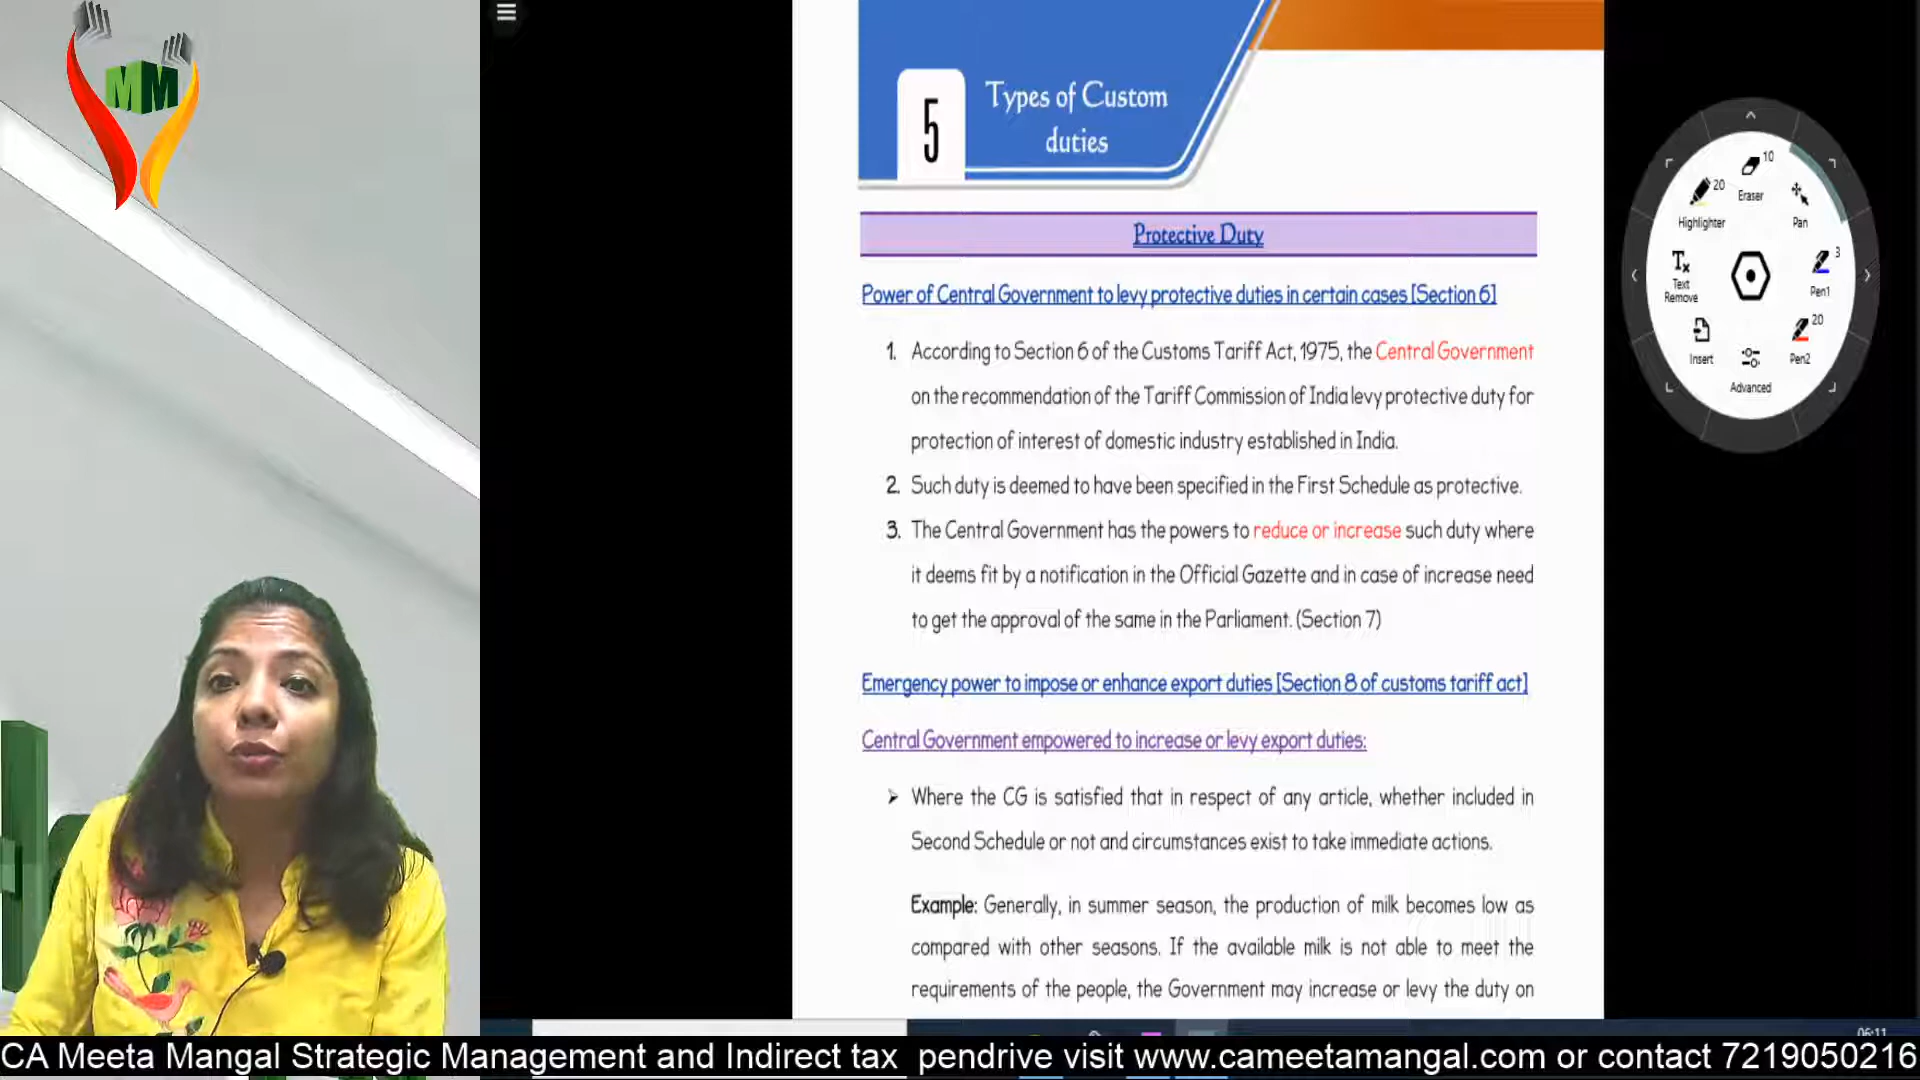 MM
5
Types of Custom
duties
Protective Duty
Power of Central Government to levy protective duties in certain cases [Section 6]
1. According to Section 6 of the Customs Tariff Act, 1975, the Central Government
on the recommendation of the Tariff Commission of India levy protective duty for
protection of interest of domestic industry established in India.
2. Such duty is deemed to have been specified in the First Schedule as protective.
3. The Central Government has the powers to reduce or increase such duty where
it deems fit by a notification in the Official Gazette and in case of increase need
to get the approval of the same in the Parliament. (Section 7)
Emergency power to impose or enhance export duties [Section 8 of customs tariff act]
Central Government empowered to increase or levy export duties:
➤ Where the CG is satisfied that in respect of any article, whether included in
Second Schedule or not and circumstances exist to take immediate actions.
Example: Generally, in summer season, the production of milk becomes low as
compared with other seasons. If the available milk is not able to meet the
requirements of the people, the Government may increase or levy the duty on
10
Eraser
20
Highlighter
Pan
Tx
Text
Remove
3
Pen1
Insert
20
Pen2
Advanced
06:11
CA Meeta Mangal Strategic Management and Indirect tax pendrive visit www.cameetamangal.com or contact 7219050216